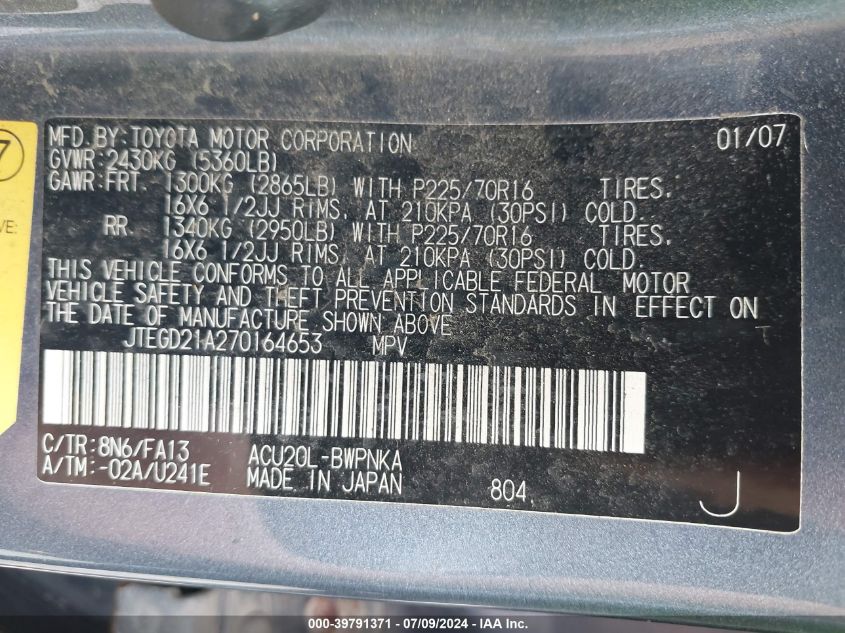 MFD. BY: TOYOTA MOTOR CORPORATION 01/07
GVWR: 2430KG (5360LB)
GAWR: FRT. 1300KG (2865LB) WITH P225/70R16 TIRES.
16X6 1/2JJ RIMS, AT 210KPA (30PSI) COLD.
RR. 1340KG (2950LB) WITH P225/70R16 TIRES.
16X6 1/2JJ RIMS, AT 210KPA (30PSI) COLD.
THIS VEHICLE CONFORMS TO ALL APPLICABLE FEDERAL MOTOR
VEHICLE SAFETY AND THEFT PREVENTION STANDARDS IN EFFECT ON
THE DATE OF MANUFACTURE SHOWN ABOVE.
JTEGD21A270164653 MPV
T
C/TR: 8N6/FA13 ACU20L-BWPNKA
A/TM: -02A/U241E MADE IN JAPAN 804
J
7
VE:
000-39791371 - 07/09/2024 - IAA Inc.